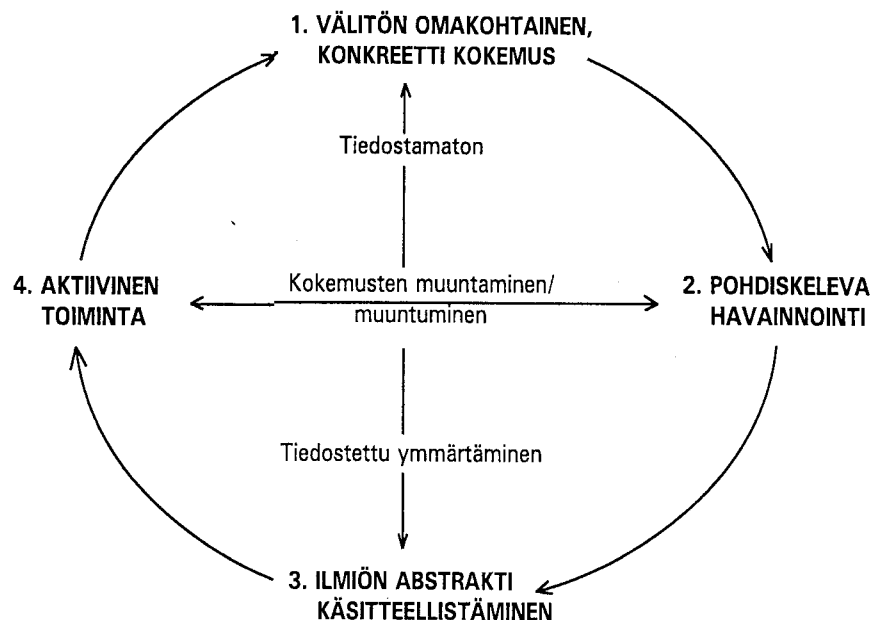 1. VÄLITÖN OMAKOHTAINEN,
KONKREETTI KOKEMUS
Tiedostamaton
4. AKTIIVINEN
TOIMINTA
Kokemusten muuntaminen/
muuntuminen
2. POHDISKELEVA
HAVAINNOINTI
Tiedostettu ymmärtäminen
3. ILMIÖN ABSTRAKTI
KÄSITTEELLISTÄMINEN